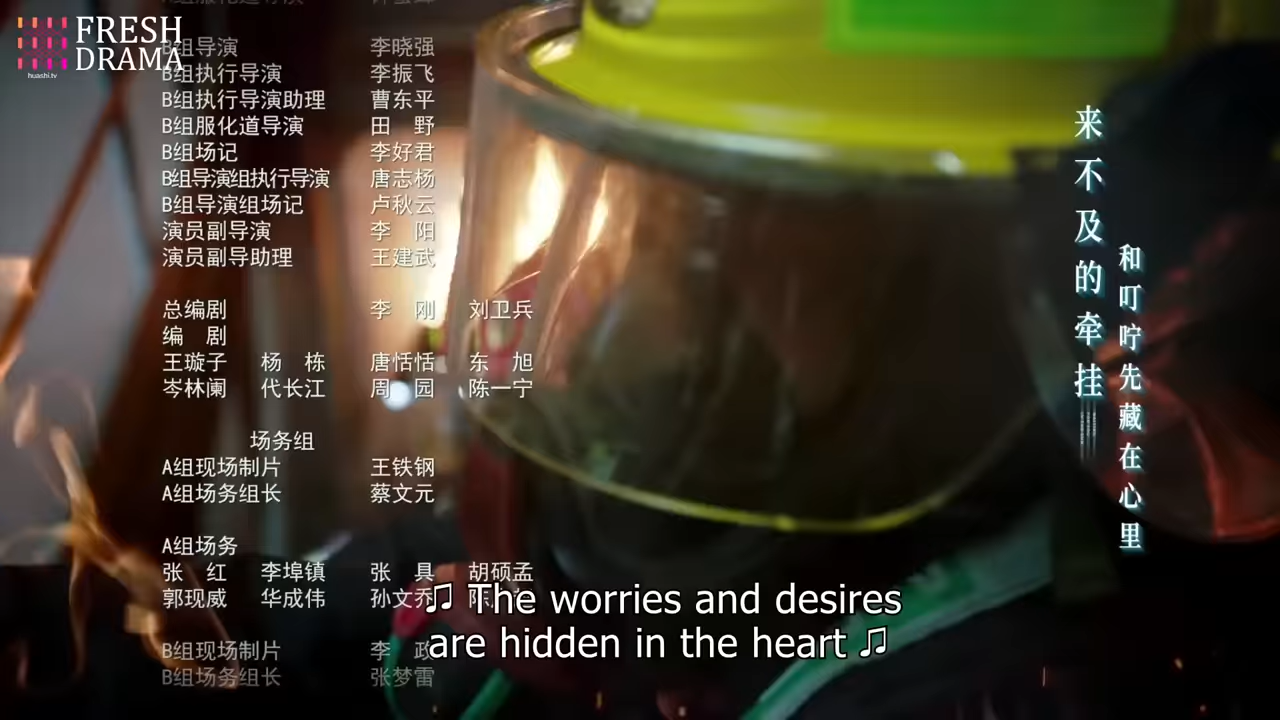 FRESH
DRAMA
huashi.tv
B组导演 李晓强
B组执行导演 李振飞
B组执行导演助理 曹东平
B组服化道导演 田 野
B组场记 李好君
B组导演组执行导演 唐志杨
B组导演组场记 卢秋云
演员副导演 李 阳
演员副导助理 王建武
总编剧 李 刚 刘卫兵
编 剧
王璇子 杨 栋 唐恬恬 东 旭
岑林阑 代长江 周 园 陈一宁
场务组
A组现场制片 王铁钢
A组场务组长 蔡文元
A组场务
张 红 李埠镇 张 具 胡硕孟
郭现威 华成伟 孙文乔
B组现场制片 李 政
B组场务组长 张梦雷
来不及的牵挂
和叮咛先藏在心里
♫ The worries and desires
are hidden in the heart ♫